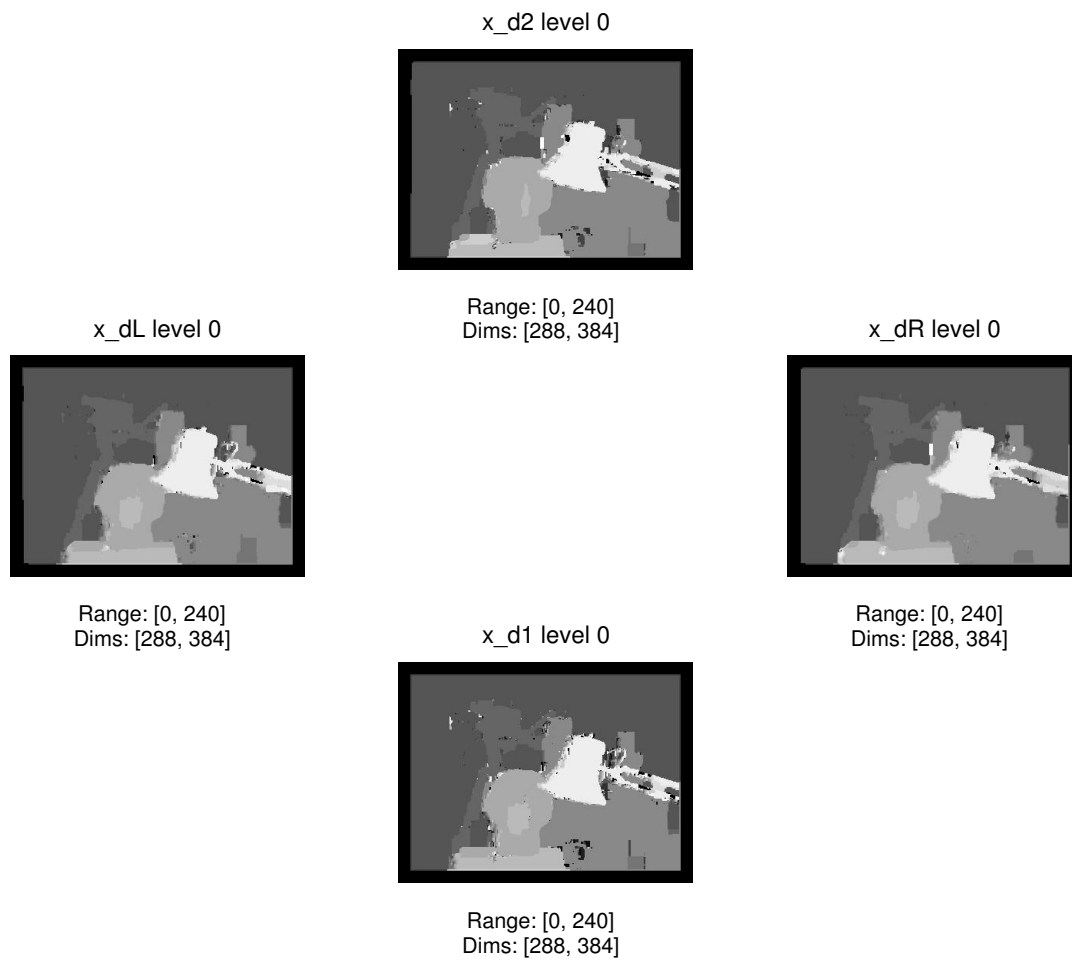 x_d2 level 0
Range: [0, 240]
Dims: [288, 384]
x_dL level 0
Range: [0, 240]
Dims: [288, 384]
x_dR level 0
Range: [0, 240]
Dims: [288, 384]
x_d1 level 0
Range: [0, 240]
Dims: [288, 384]